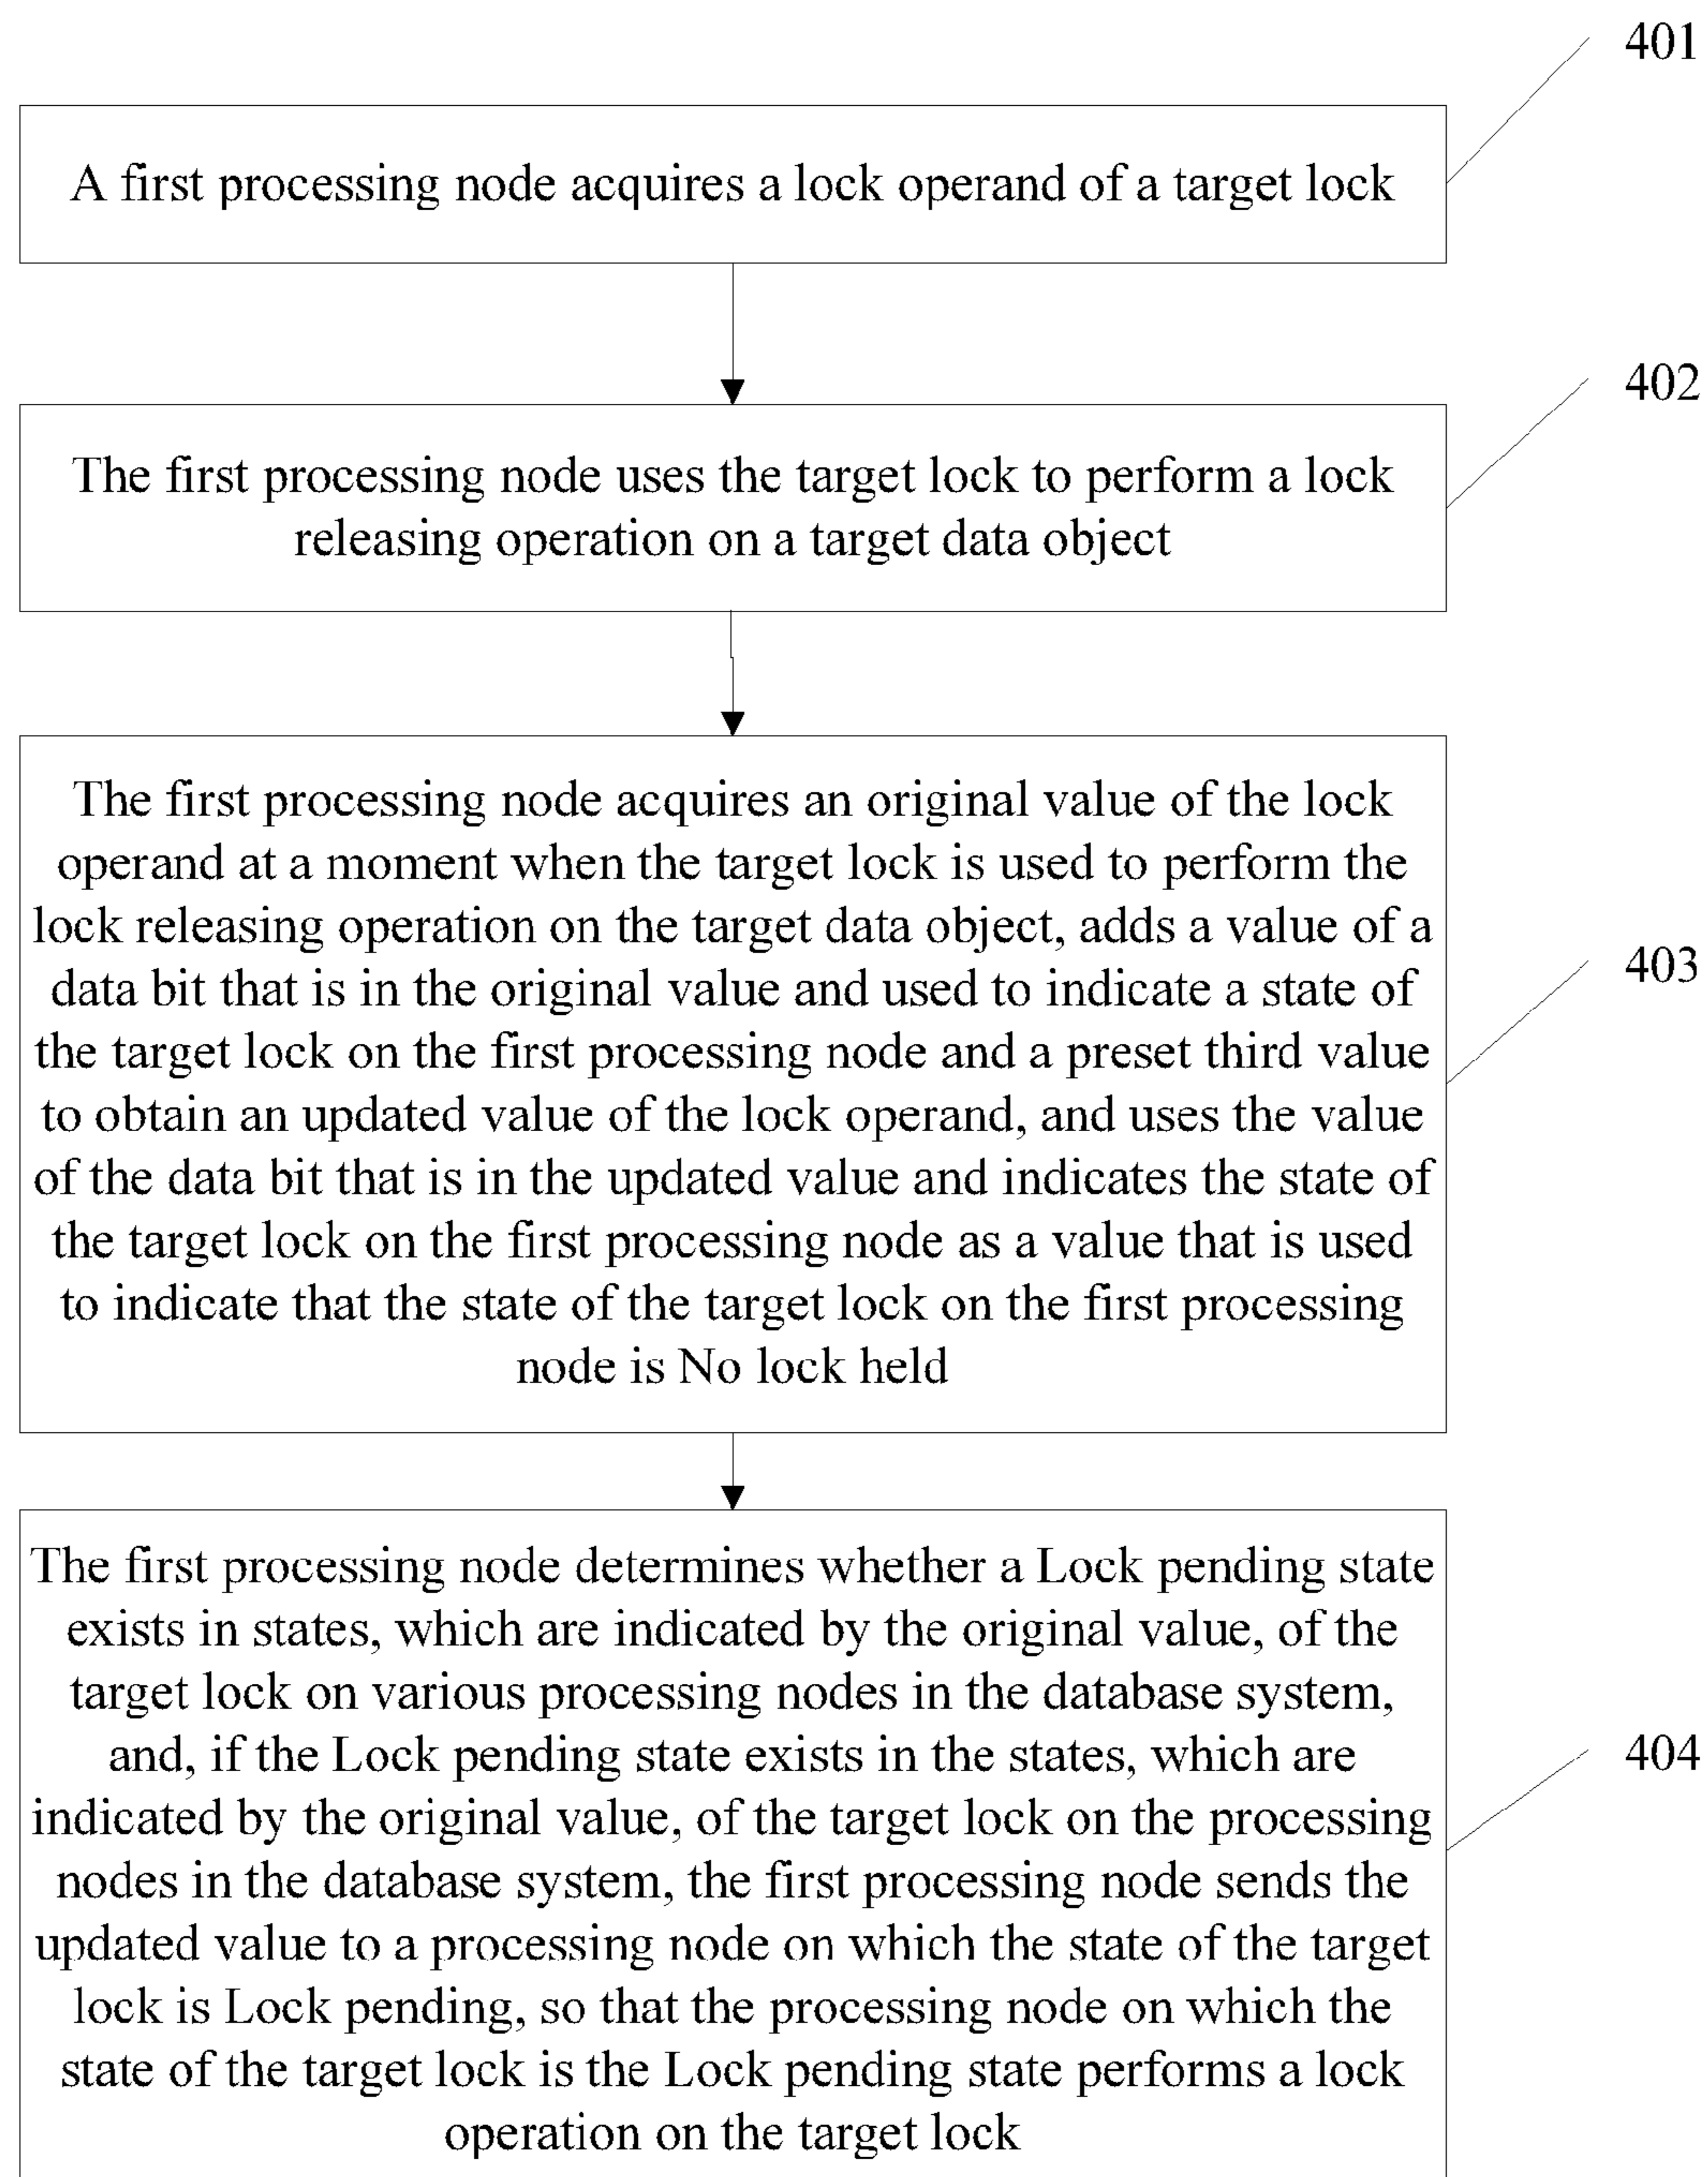 401
A first processing node acquires a lock operand of a target lock
402
The first processing node uses the target lock to perform a lock
releasing operation on a target data object
The first processing node acquires an original value of the lock
operand at a moment when the target lock is used to perform the
lock releasing operation on the target data object, adds a value of a
data bit that is in the original value and used to indicate a state of
the target lock on the first processing node and a preset third value
to obtain an updated value of the lock operand, and uses the value
of the data bit that is in the updated value and indicates the state of
the target lock on the first processing node as a value that is used
to indicate that the state of the target lock on the first processing
node is No lock held
403
The first processing node determines whether a Lock pending state
exists in states, which are indicated by the original value, of the
target lock on various processing nodes in the database system,
and, if the Lock pending state exists in the states, which are
indicated by the original value, of the target lock on the processing
nodes in the database system, the first processing node sends the
updated value to a processing node on which the state of the target
lock is Lock pending, so that the processing node on which the
state of the target lock is the Lock pending state performs a lock
operation on the target lock
404